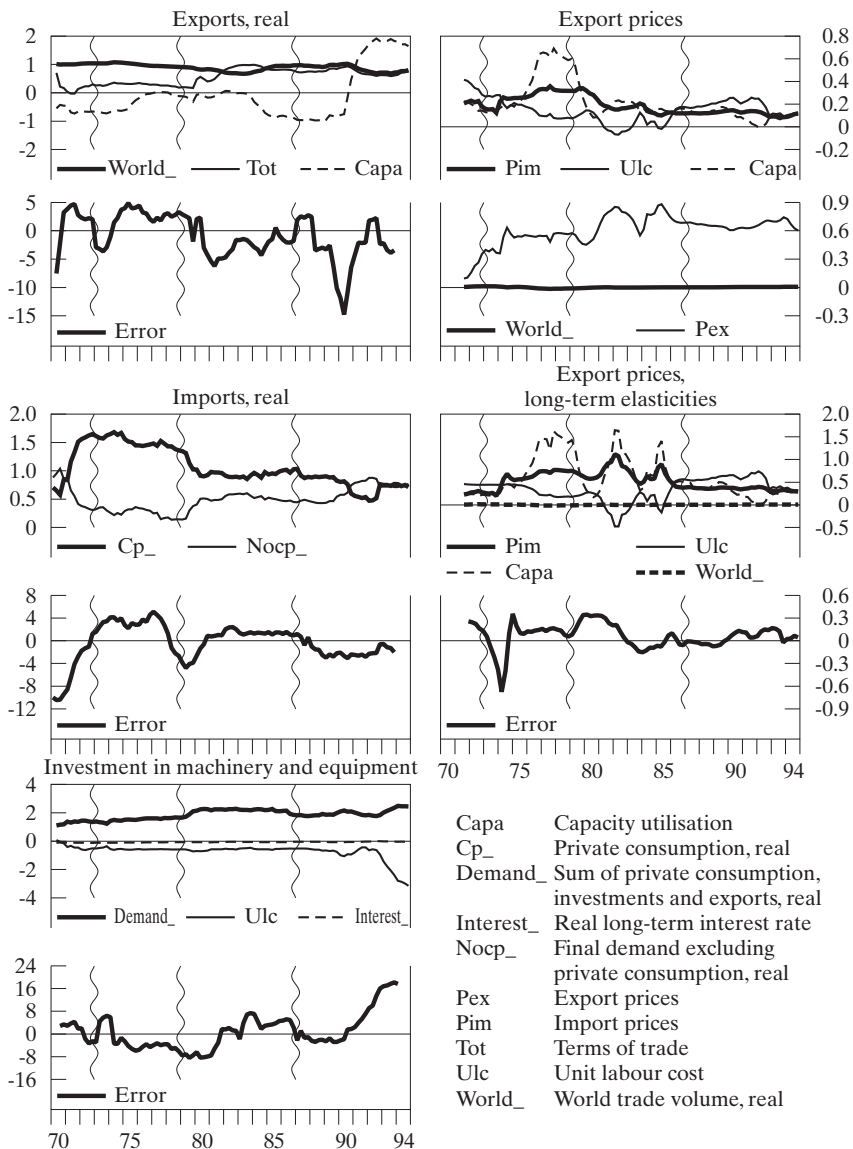 Exports, real
2
1
0
-1
-2
World_ Tot Capa
5
0
-5
-10
-15
Error
Imports, real
2.0
1.5
1.0
0.5
0
Cp_ Nocp_
8
4
0
-4
-8
-12
Error
Investment in machinery and equipment
4
2
0
-2
-4
Demand_ Ulc Interest_
24
16
8
0
-8
-16
Error
70 75 80 85 90 94
Export prices
0.8
0.6
0.4
0.2
0
-0.2
Pim Ulc Capa
0.9
0.6
0.3
0
-0.3
World_ Pex
Export prices,
long-term elasticities
2.0
1.5
1.0
0.5
0
-0.5
Pim Ulc
Capa World_
0.6
0.3
0
-0.3
-0.6
-0.9
Error
70 75 80 85 90 94
Capa Capacity utilisation
Cp_ Private consumption, real
Demand_ Sum of private consumption,
investments and exports, real
Interest_ Real long-term interest rate
Nocp_ Final demand excluding
private consumption, real
Pex Export prices
Pim Import prices
Tot Terms of trade
Ulc Unit labour cost
World_ World trade volume, real